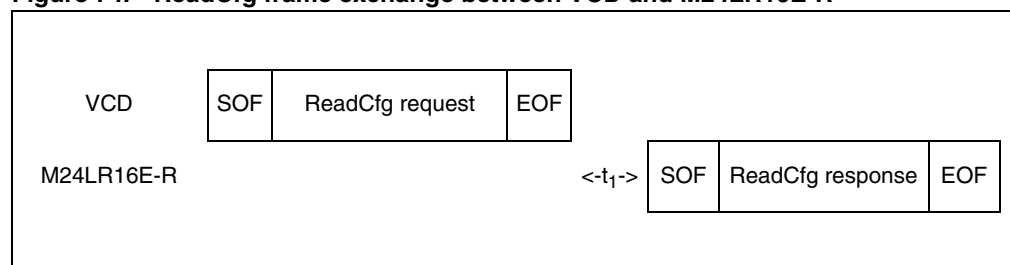 VCD SOF ReadCfg request EOF
M24LR16E-R <-t1-> SOF ReadCfg response EOF